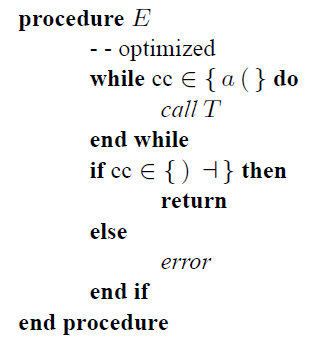 procedure E
- - optimized
while cc ∈ { a ( } do
call T
end while
if cc ∈ { ) ⊣ } then
return
else
error
end if
end procedure